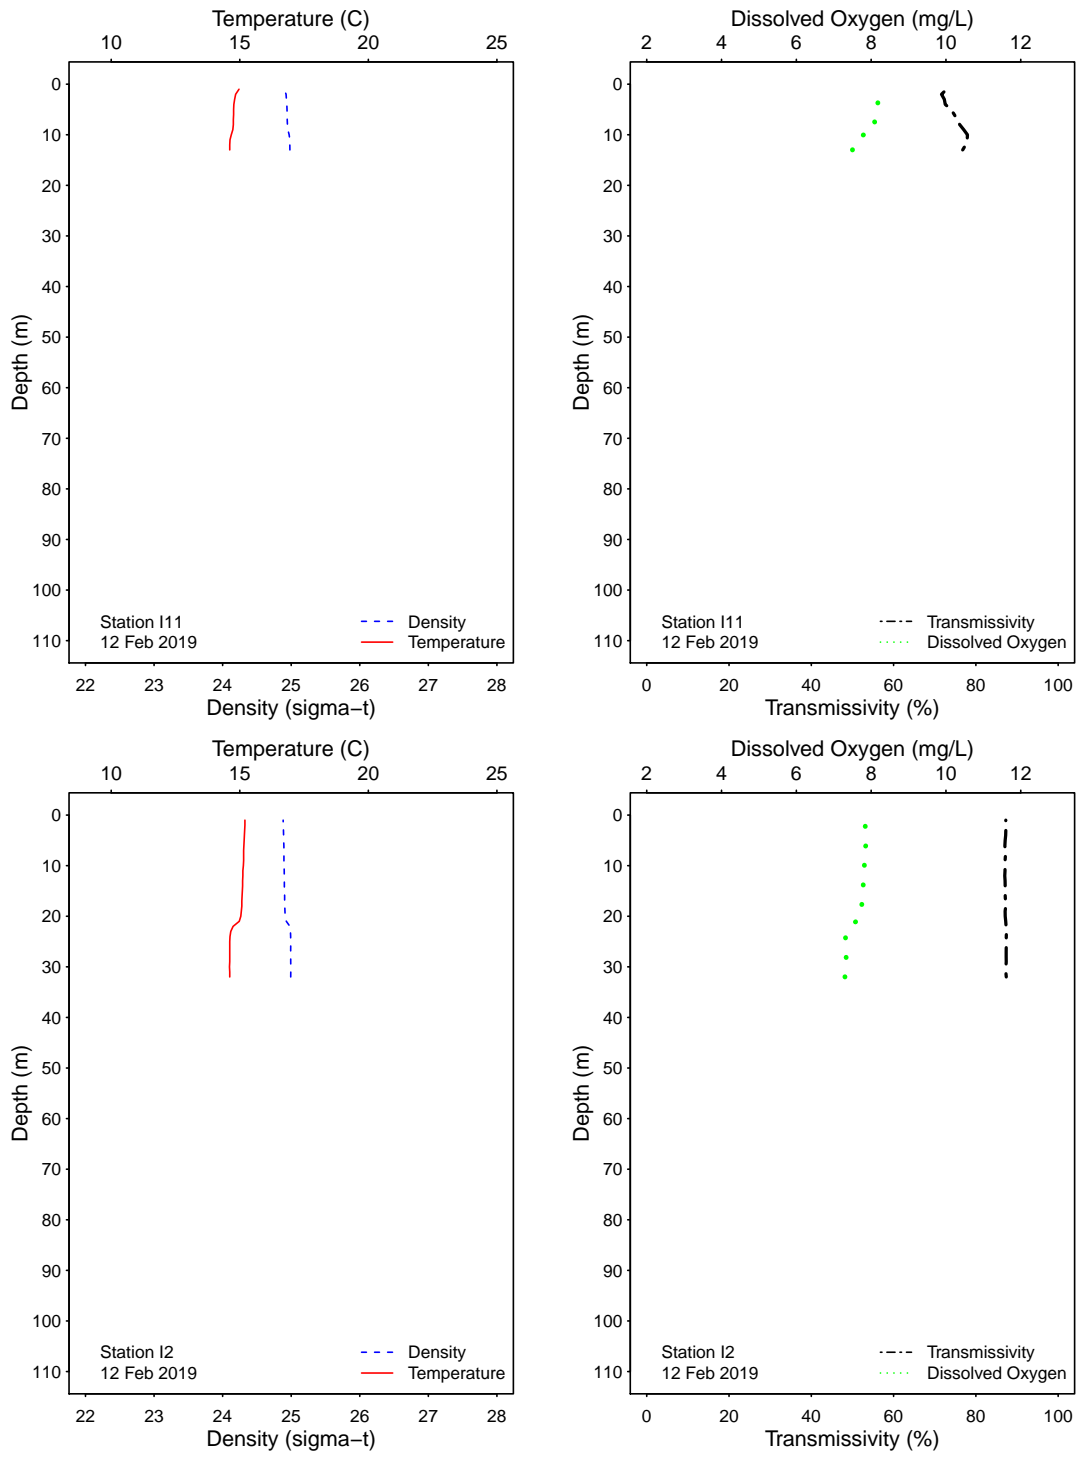 Temperature (C)
10 15 20 25
0
10
20
30
40
50
60
70
80
90
100
110
Depth (m)
Station I11
12 Feb 2019
Density
Temperature
22 23 24 25 26 27 28
Density (sigma−t)
Dissolved Oxygen (mg/L)
2 4 6 8 10 12
0
10
20
30
40
50
60
70
80
90
100
110
Depth (m)
Station I11
12 Feb 2019
Transmissivity
Dissolved Oxygen
0 20 40 60 80 100
Transmissivity (%)
Temperature (C)
10 15 20 25
0
10
20
30
40
50
60
70
80
90
100
110
Depth (m)
Station I2
12 Feb 2019
Density
Temperature
22 23 24 25 26 27 28
Density (sigma−t)
Dissolved Oxygen (mg/L)
2 4 6 8 10 12
0
10
20
30
40
50
60
70
80
90
100
110
Depth (m)
Station I2
12 Feb 2019
Transmissivity
Dissolved Oxygen
0 20 40 60 80 100
Transmissivity (%)